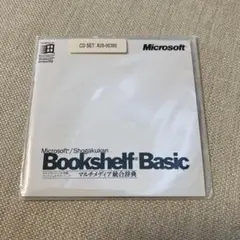 CD SET
Microsoft
Microsoft®/Shogakukan
Bookshelf® Basic
マルチメディア統合辞典